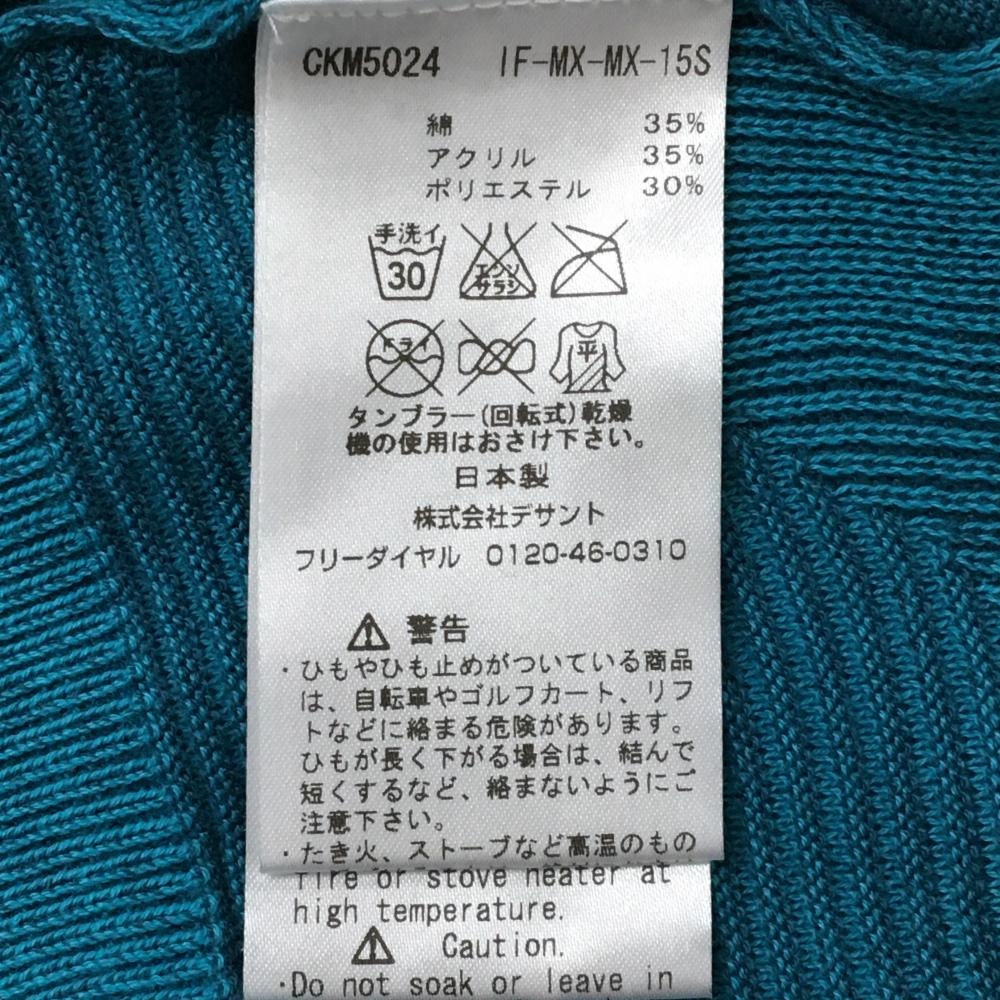 CKM5024 IF-MX-MX-15S
綿 35%
アクリル 35%
ポリエステル 30%
手洗イ
30
エンソ
サラシ
ドライ
平
タンブラー(回転式)乾燥
機の使用はおさけ下さい。
日本製
株式会社デサント
フリーダイヤル 0120-46-0310
警告
・ひもやひも止めがついている商品
は、自転車やゴルフカート、リフ
トなどに絡まる危険があります。
ひもが長く下がる場合は、結んで
短くするなど、絡まないようにご
注意下さい。
・たき火、ストーブなど高温のもの
fire or stove heater at
high temperature.
Caution.
・Do not soak or leave in